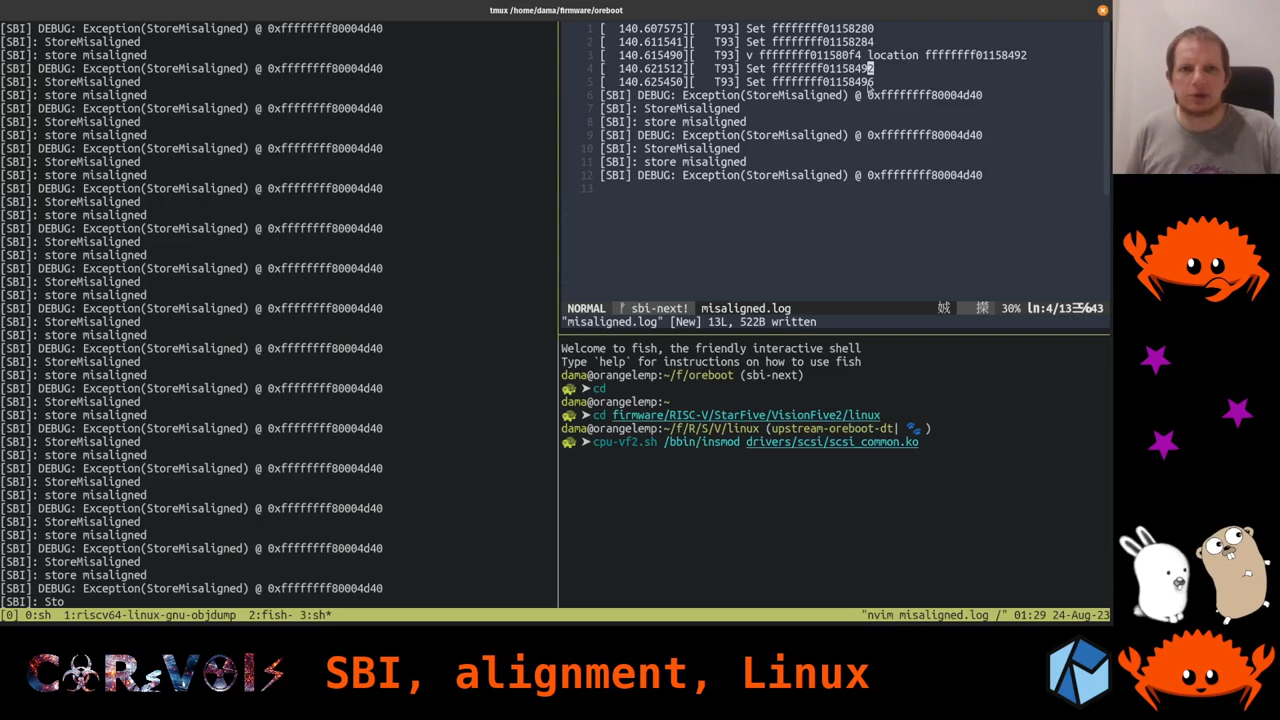 tmux /home/dama/firmware/oreboot
[SBI] DEBUG: Exception(StoreMisaligned) @ 0xffffffff80004d40
[SBI]: StoreMisaligned
[SBI]: store misaligned
[SBI] DEBUG: Exception(StoreMisaligned) @ 0xffffffff80004d40
[SBI]: StoreMisaligned
[SBI]: store misaligned
[SBI] DEBUG: Exception(StoreMisaligned) @ 0xffffffff80004d40
[SBI]: StoreMisaligned
[SBI]: store misaligned
[SBI] DEBUG: Exception(StoreMisaligned) @ 0xffffffff80004d40
[SBI]: StoreMisaligned
[SBI]: store misaligned
[SBI] DEBUG: Exception(StoreMisaligned) @ 0xffffffff80004d40
[SBI]: StoreMisaligned
[SBI]: store misaligned
[SBI] DEBUG: Exception(StoreMisaligned) @ 0xffffffff80004d40
[SBI]: StoreMisaligned
[SBI]: store misaligned
[SBI] DEBUG: Exception(StoreMisaligned) @ 0xffffffff80004d40
[SBI]: StoreMisaligned
[SBI]: store misaligned
[SBI] DEBUG: Exception(StoreMisaligned) @ 0xffffffff80004d40
[SBI]: StoreMisaligned
[SBI]: store misaligned
[SBI] DEBUG: Exception(StoreMisaligned) @ 0xffffffff80004d40
[SBI]: StoreMisaligned
[SBI]: store misaligned
[SBI] DEBUG: Exception(StoreMisaligned) @ 0xffffffff80004d40
[SBI]: StoreMisaligned
[SBI]: store misaligned
[SBI] DEBUG: Exception(StoreMisaligned) @ 0xffffffff80004d40
[SBI]: StoreMisaligned
[SBI]: store misaligned
[SBI] DEBUG: Exception(StoreMisaligned) @ 0xffffffff80004d40
[SBI]: StoreMisaligned
[SBI]: store misaligned
[SBI] DEBUG: Exception(StoreMisaligned) @ 0xffffffff80004d40
[SBI]: StoreMisaligned
[SBI]: store misaligned
[SBI] DEBUG: Exception(StoreMisaligned) @ 0xffffffff80004d40
[SBI]: StoreMisaligned
[SBI]: store misaligned
[SBI] DEBUG: Exception(StoreMisaligned) @ 0xffffffff80004d40
[SBI]: Sto
1 [ 140.607575][ T93] Set ffffffff01158280
2 [ 140.611541][ T93] Set ffffffff01158284
3 [ 140.615490][ T93] v ffffffff011580f4 location ffffffff01158492
4 [ 140.621512][ T93] Set ffffffff01158492
5 [ 140.625450][ T93] Set ffffffff01158496
6 [SBI] DEBUG: Exception(StoreMisaligned) @ 0xffffffff80004d40
7 [SBI]: StoreMisaligned
8 [SBI]: store misaligned
9 [SBI] DEBUG: Exception(StoreMisaligned) @ 0xffffffff80004d40
10 [SBI]: StoreMisaligned
11 [SBI]: store misaligned
12 [SBI] DEBUG: Exception(StoreMisaligned) @ 0xffffffff80004d40
13
NORMAL sbi-next! misaligned.log 30% ln:4/13
"misaligned.log" [New] 13L, 522B written
Welcome to fish, the friendly interactive shell
Type `help` for instructions on how to use fish
dama@orangelemp:~/f/oreboot (sbi-next)
🐢 ➤cd
dama@orangelemp:~
🐢 ➤cd firmware/RISC-V/StarFive/VisionFive2/linux
dama@orangelemp:~/f/R/S/V/linux (upstream-oreboot-dt| 🐾 )
🐢 ➤cpu-vf2.sh /bbin/insmod drivers/scsi/scsi_common.ko
[0] 0:sh 1:riscv64-linux-gnu-objdump 2:fish- 3:sh* "nvim misaligned.log /" 01:29 24-Aug-23
SBI, alignment, Linux